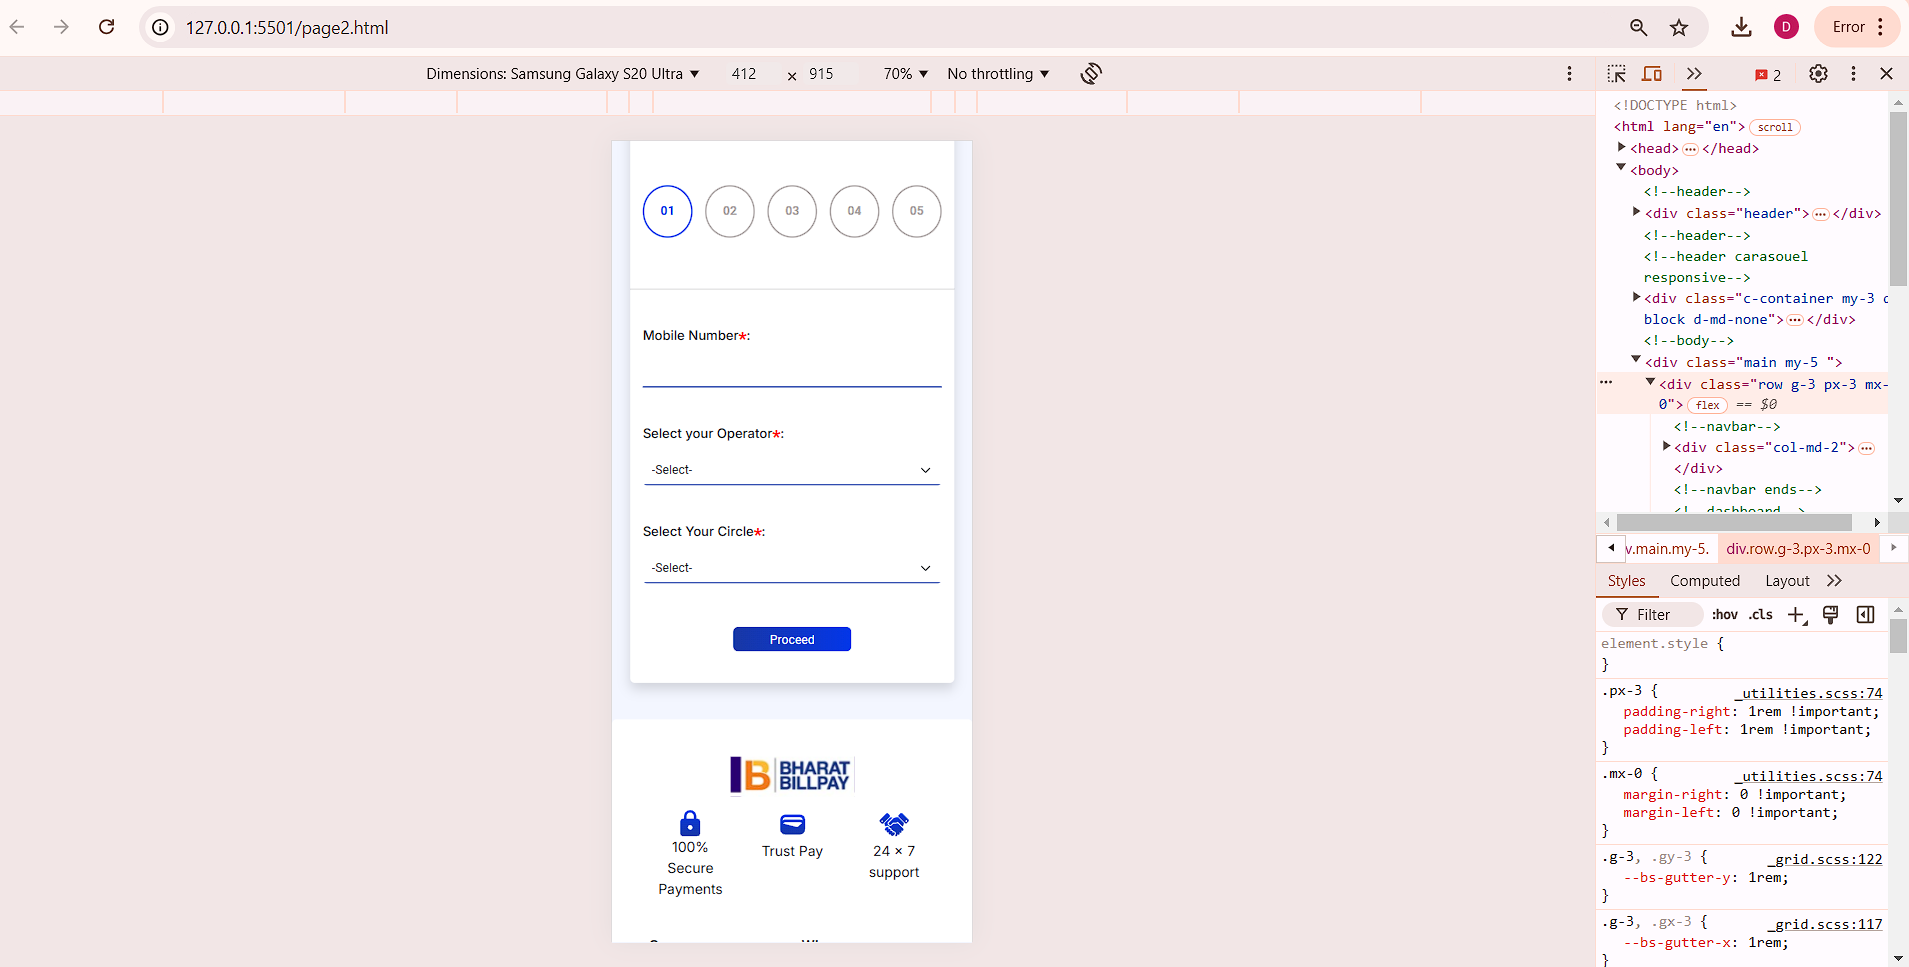 127.0.0.1:5501/page2.html
D
Error
Dimensions: Samsung Galaxy S20 Ultra ▼ 412 × 915 70% ▼ No throttling ▼
2
01 02 03 04 05
Mobile Number*:
Select your Operator*:
-Select-
Select Your Circle*:
-Select-
Proceed
BHARAT
BILLPAY
100%
Secure
Payments
Trust Pay
24 × 7
support
<!DOCTYPE html>
<html lang="en"> scroll
<head> ••• </head>
<body>
<!--header-->
<div class="header"> ••• </div>
<!--header-->
<!--header carasouel
responsive-->
<div class="c-container my-3 d
block d-md-none"> ••• </div>
<!--body-->
<div class="main my-5 ">
••• <div class="row g-3 px-3 mx-
0"> flex == $0
<!--navbar-->
<div class="col-md-2"> •••
</div>
<!--navbar ends-->
<!--dashboard-->
v.main.my-5. div.row.g-3.px-3.mx-0
Styles Computed Layout
Filter :hov .cls
element.style {
}
.px-3 { _utilities.scss:74
padding-right: 1rem !important;
padding-left: 1rem !important;
}
.mx-0 { _utilities.scss:74
margin-right: 0 !important;
margin-left: 0 !important;
}
.g-3, .gy-3 { _grid.scss:122
--bs-gutter-y: 1rem;
}
.g-3, .gx-3 { _grid.scss:117
--bs-gutter-x: 1rem;
}